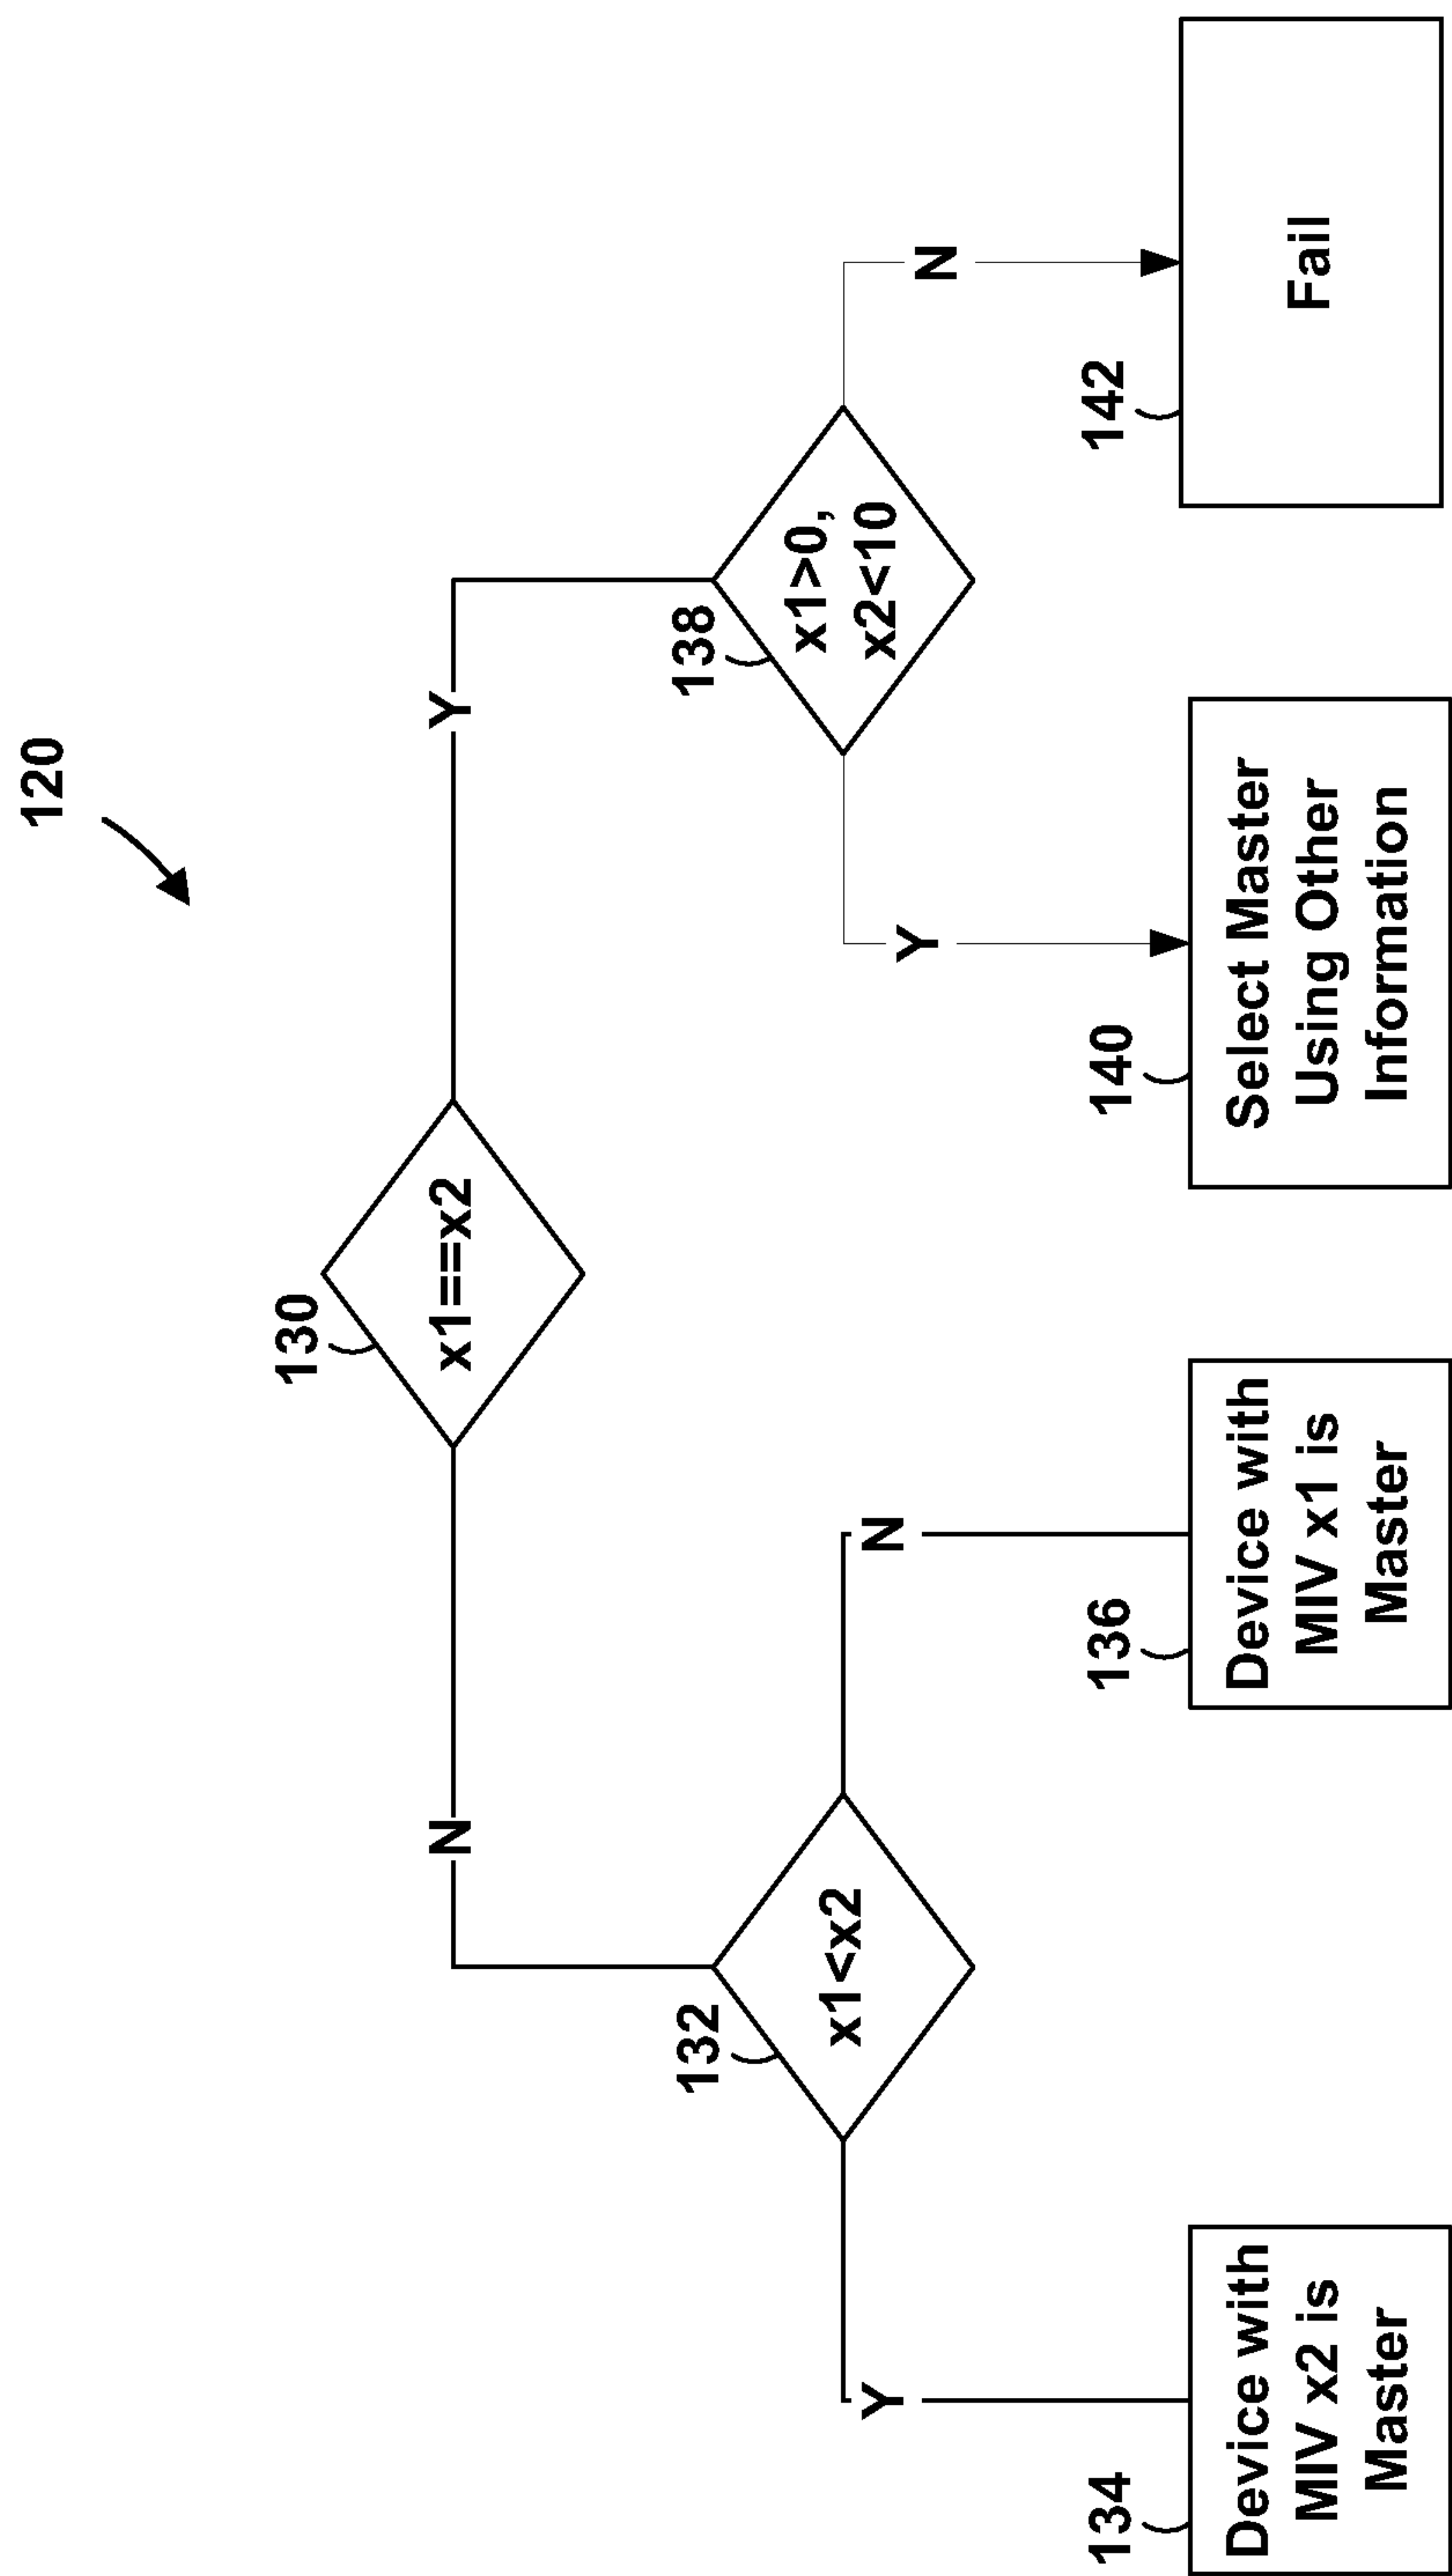 120
130
x1==x2
N
Y
132
x1<x2
138
x1>0,
x2<10
Y
N
Y
N
134
Device with
MIV x2 is
Master
136
Device with
MIV x1 is
Master
140
Select Master
Using Other
Information
142
Fail